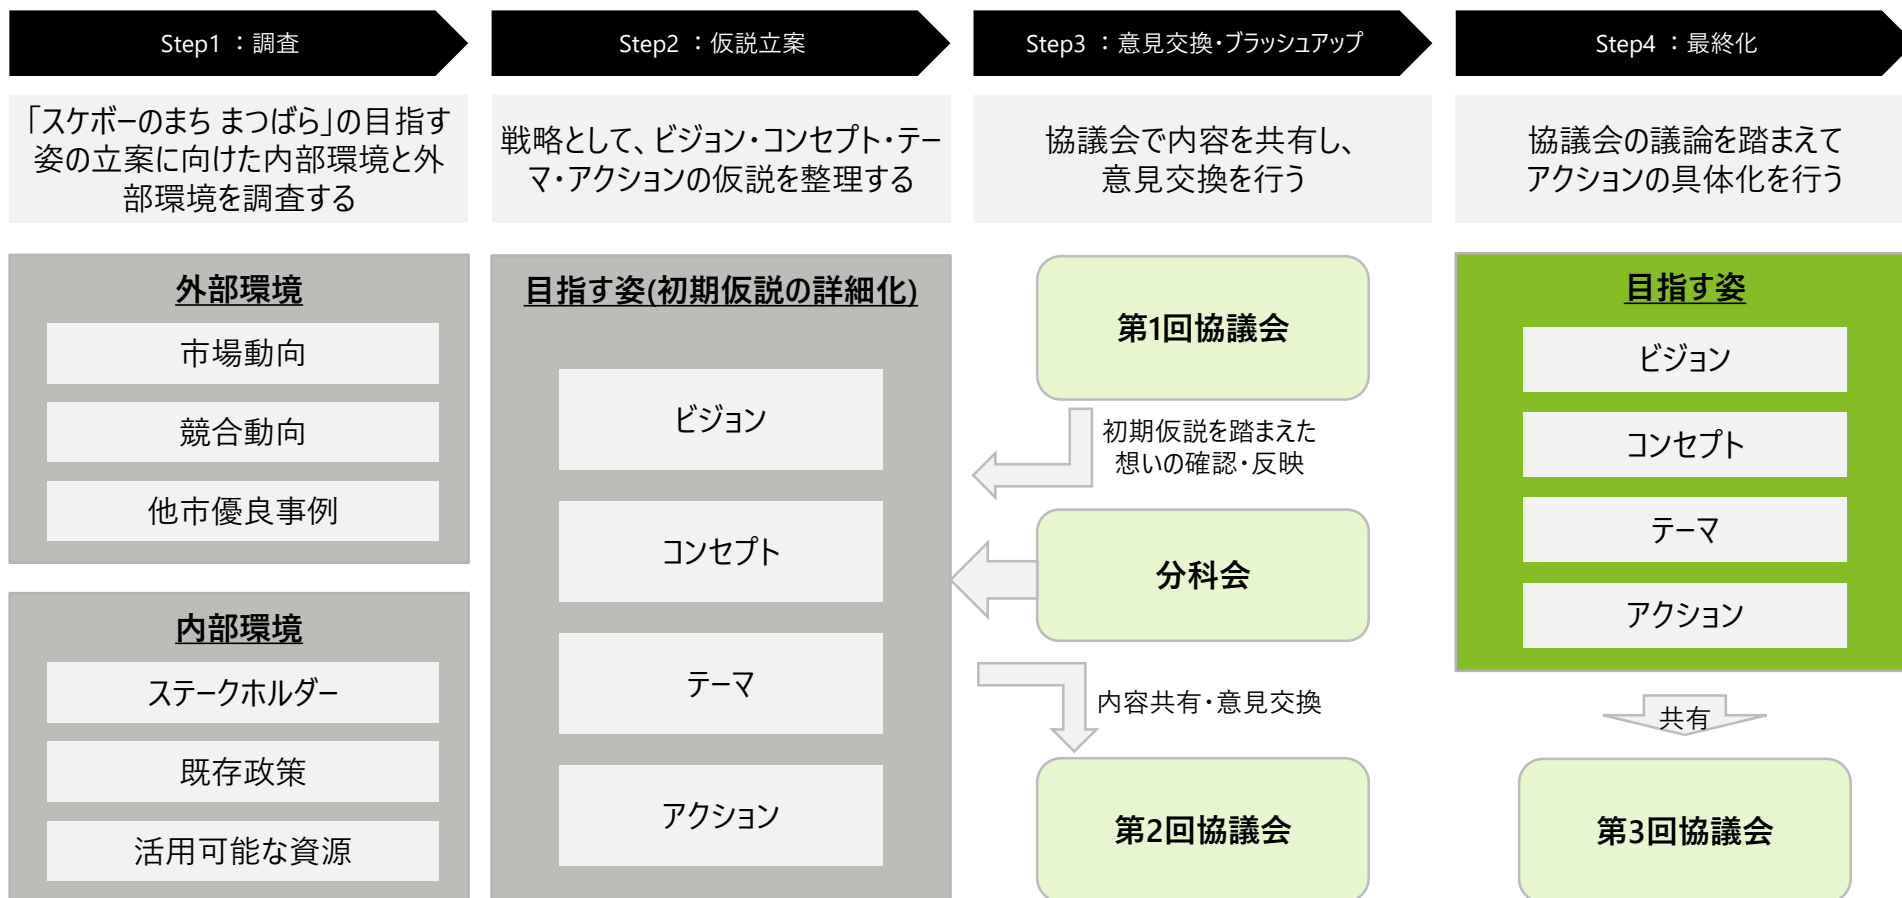 Step1 ：調査
Step2 ：仮説立案
Step3 ：意見交換・ブラッシュアップ
Step4 ：最終化
「スケボーのまち まつばら」の目指す
姿の立案に向けた内部環境と外
部環境を調査する
戦略として、ビジョン・コンセプト・テー
マ・アクションの仮説を整理する
協議会で内容を共有し、
意見交換を行う
協議会の議論を踏まえて
アクションの具体化を行う
外部環境
市場動向
競合動向
他市優良事例
内部環境
ステークホルダー
既存政策
活用可能な資源
目指す姿(初期仮説の詳細化)
ビジョン
コンセプト
テーマ
アクション
第1回協議会
初期仮説を踏まえた
想いの確認・反映
分科会
内容共有・意見交換
第2回協議会
目指す姿
ビジョン
コンセプト
テーマ
アクション
共有
第3回協議会